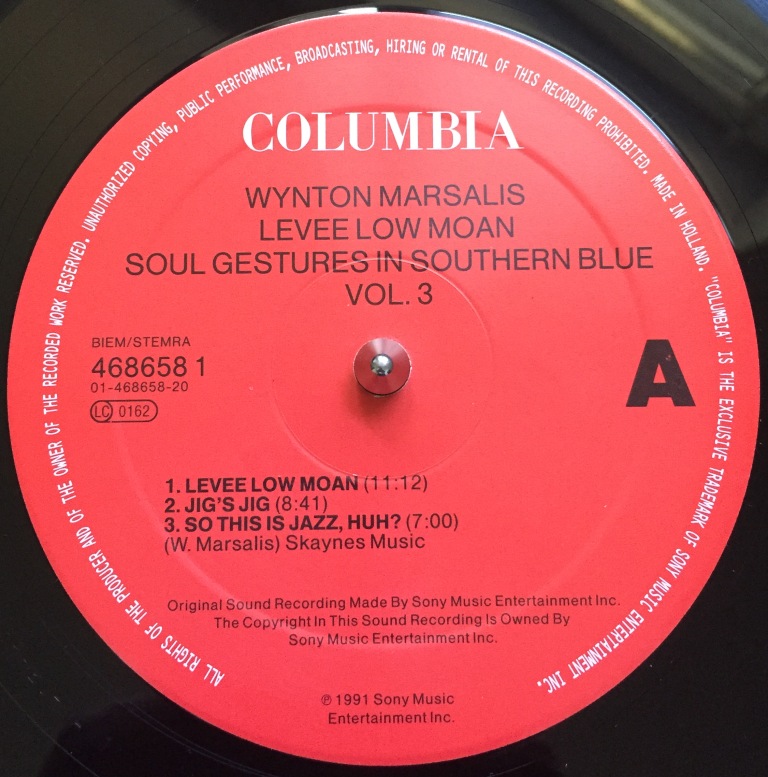 ALL RIGHTS OF THE PRODUCER AND OF THE OWNER OF THE RECORDED WORK RESERVED. UNAUTHORIZED COPYING, PUBLIC PERFORMANCE, BROADCASTING, HIRING OR RENTAL OF THIS RECORDING PROHIBITED. MADE IN HOLLAND. "COLUMBIA" IS THE EXCLUSIVE TRADEMARK OF SONY MUSIC ENTERTAINMENT INC.
COLUMBIA
WYNTON MARSALIS
LEVEE LOW MOAN
SOUL GESTURES IN SOUTHERN BLUE
VOL. 3
BIEM/STEMRA
468658 1
01-468658-20
LC 0162
A
1. LEVEE LOW MOAN (11:12)
2. JIG'S JIG (8:41)
3. SO THIS IS JAZZ, HUH? (7:00)
(W. Marsalis) Skaynes Music
Original Sound Recording Made By Sony Music Entertainment Inc.
The Copyright In This Sound Recording Is Owned By
Sony Music Entertainment Inc.
℗ 1991 Sony Music
Entertainment Inc.